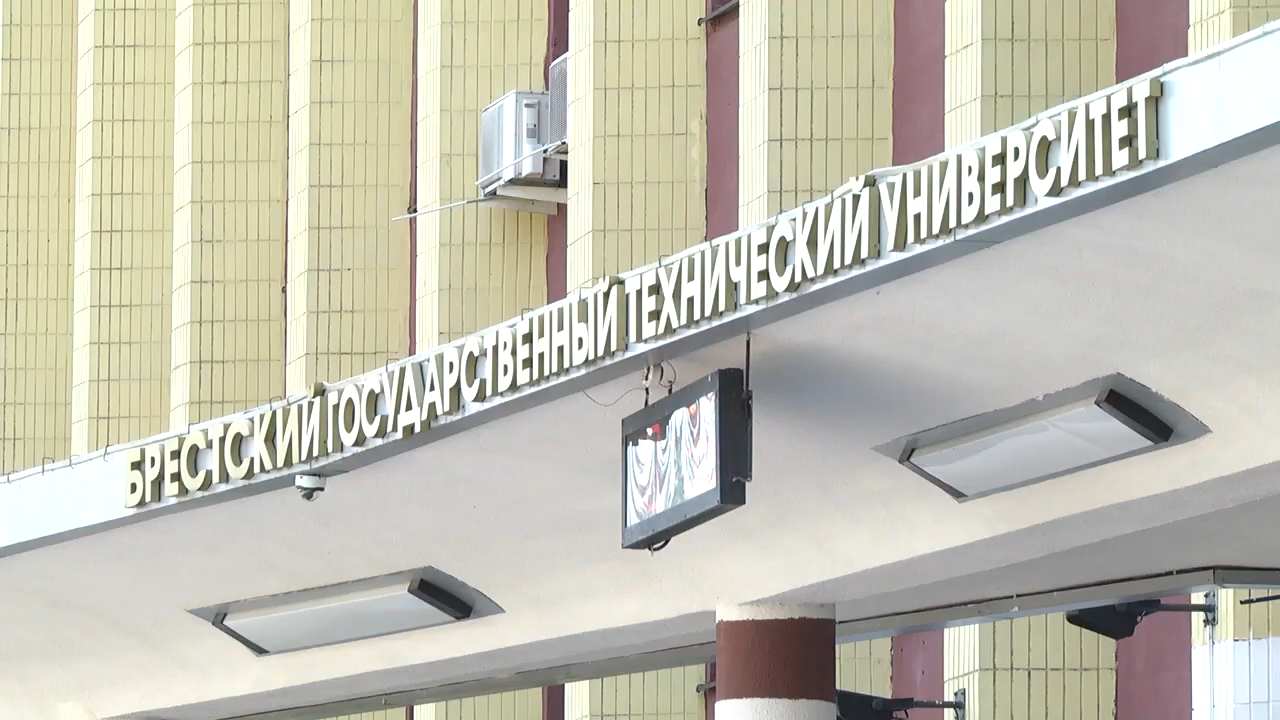 БРЕСТСКИЙ ГОСУДАРСТВЕННЫЙ ТЕХНИЧЕСКИЙ УНИВЕРСИТЕТ